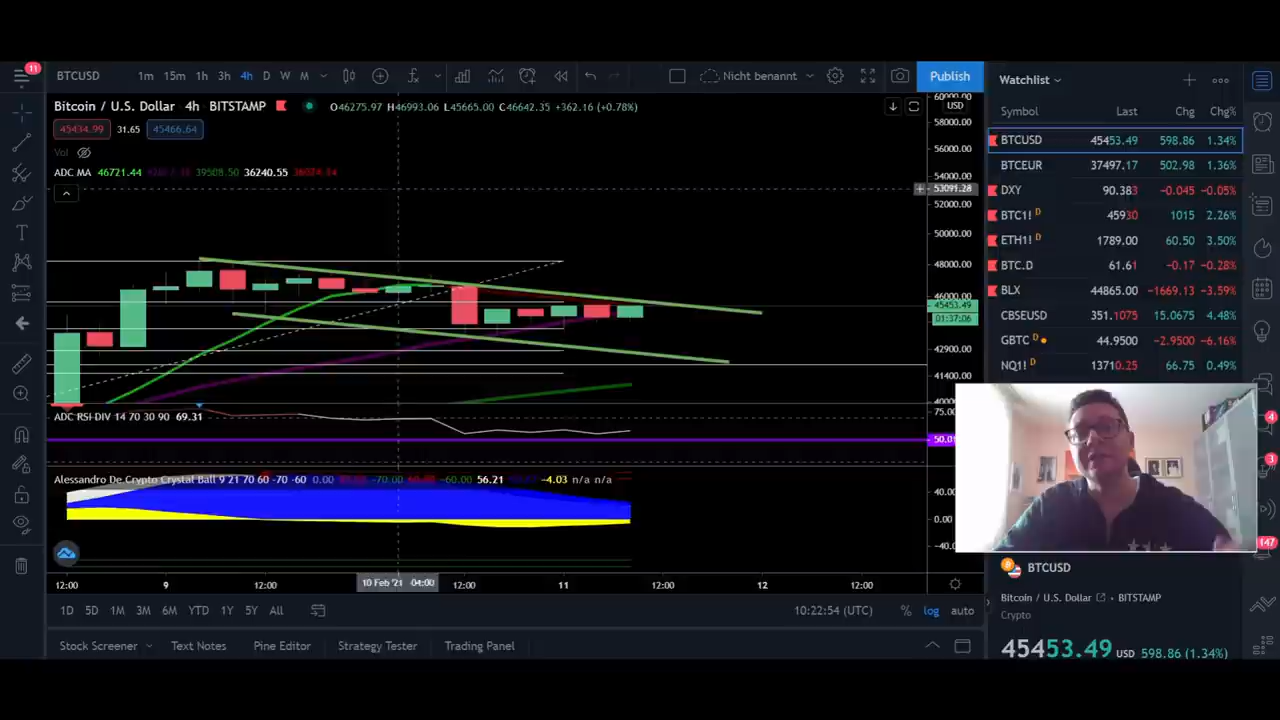 11
BTCUSD
1m 15m 1h 3h 4h D W M
Nicht benannt
Publish
Bitcoin / U.S. Dollar 4h BITSTAMP O46275.97 H46993.06 L45665.00 C46642.35 +362.16 (+0.78%)
45434.99 31.65 45466.64
Vol
ADC MA 46721.44 39508.50 36240.55
USD
60000.00
58000.00
56000.00
54000.00
53091.28
52000.00
50000.00
48000.00
46000.00
45453.49
01:37:06
42900.00
41400.00
ADC RSI DIV 14 70 30 90 69.31
75.00
Alessandro De Crypto Crystal Ball 9 21 70 60 -70 -60 0.00 -70.00 -60.00 56.21 -4.03 n/a n/a
40.00
0.00
12:00 9 12:00 10 Feb '21 04:00 12:00 11 12:00 12 12:00
1D 5D 1M 3M 6M YTD 1Y 5Y All
10:22:54 (UTC) % log auto
Stock Screener Text Notes Pine Editor Strategy Tester Trading Panel
Watchlist
Symbol Last Chg Chg%
BTCUSD 45453.49 598.86 1.34%
BTCEUR 37497.17 502.98 1.36%
DXY 90.383 −0.045 −0.05%
BTC1! D 45930 1015 2.26%
ETH1! D 1789.00 60.50 3.50%
BTC.D 61.61 −0.17 −0.28%
BLX 44865.00 −1669.13 −3.59%
CBSEUSD 351.1075 15.0675 4.48%
GBTC 44.9500 −2.9500 −6.16%
NQ1! D 13710.25 66.75 0.49%
4
3
147
BTCUSD
Bitcoin / U.S. Dollar • BITSTAMP
Crypto
45453.49 USD 598.86 (1.34%)